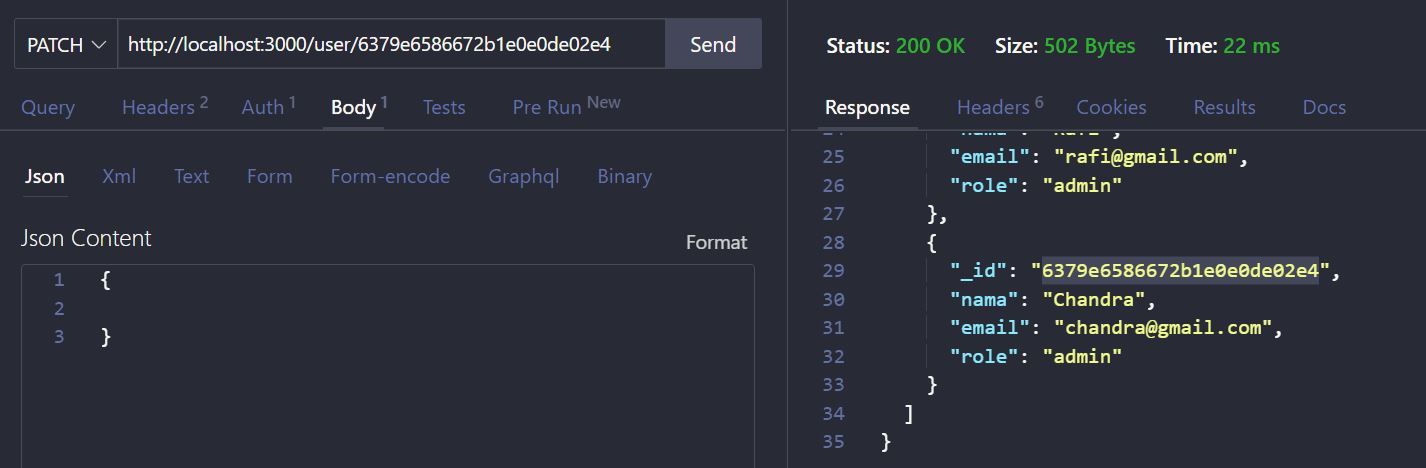 PATCH http://localhost:3000/user/6379e6586672b1e0e0de02e4 Send
Query Headers 2 Auth 1 Body 1 Tests Pre Run New
Json Xml Text Form Form-encode Graphql Binary
Json Content Format
1 {
2
3 }
Status: 200 OK Size: 502 Bytes Time: 22 ms
Response Headers 6 Cookies Results Docs
24 "nama": "Rafi",
25 "email": "rafi@gmail.com",
26 "role": "admin"
27 },
28 {
29 "_id": "6379e6586672b1e0e0de02e4",
30 "nama": "Chandra",
31 "email": "chandra@gmail.com",
32 "role": "admin"
33 }
34 ]
35 }